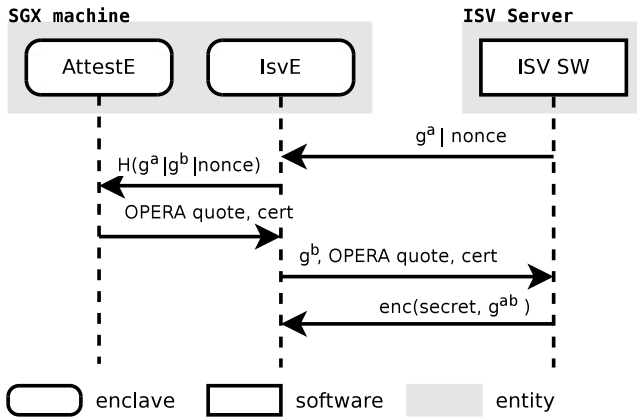 SGX machine
ISV Server
AttestE
IsvE
ISV SW
g^a | nonce
H(g^a|g^b|nonce)
OPERA quote, cert
g^b, OPERA quote, cert
enc(secret, g^ab )
enclave
software
entity